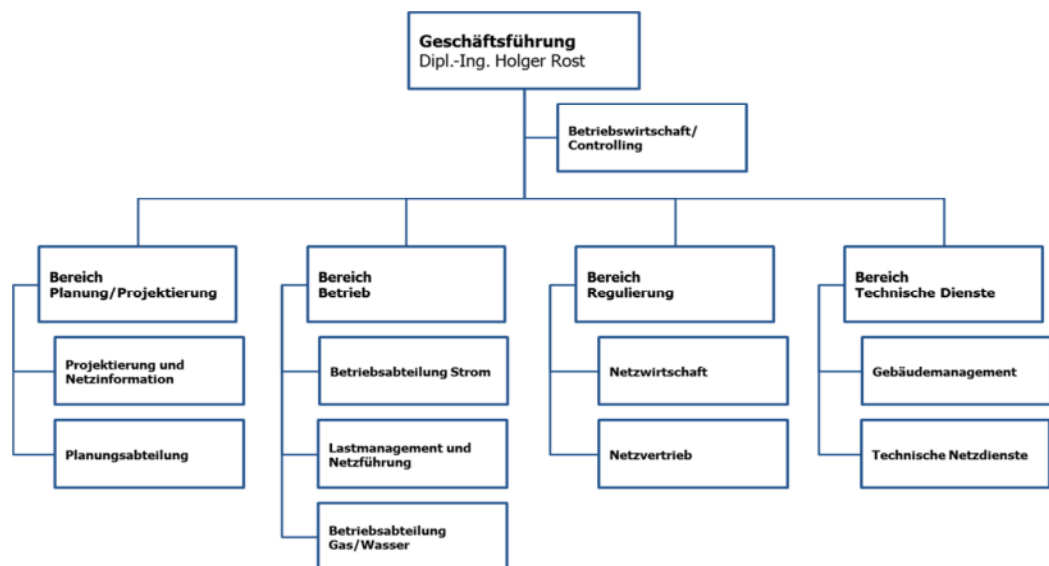 Geschäftsführung
Dipl.-Ing. Holger Rost
Betriebswirtschaft/
Controlling
Bereich
Planung/Projektierung
Projektierung und
Netzinformation
Planungsabteilung
Bereich
Betrieb
Betriebsabteilung Strom
Lastmanagement und
Netzführung
Betriebsabteilung
Gas/Wasser
Bereich
Regulierung
Netzwirtschaft
Netzvertrieb
Bereich
Technische Dienste
Gebäudemanagement
Technische Netzdienste